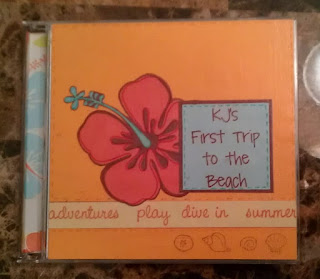 KJ's
First Trip
to the
Beach
adventures play dive in summer